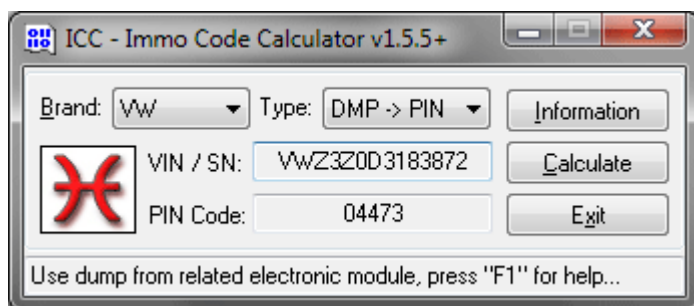 ICC - Immo Code Calculator v1.5.5+
Brand: VW Type: DMP -> PIN Information
VIN / SN: VWZ3Z0D3183872 Calculate
PIN Code: 04473 Exit
Use dump from related electronic module, press "F1" for help...